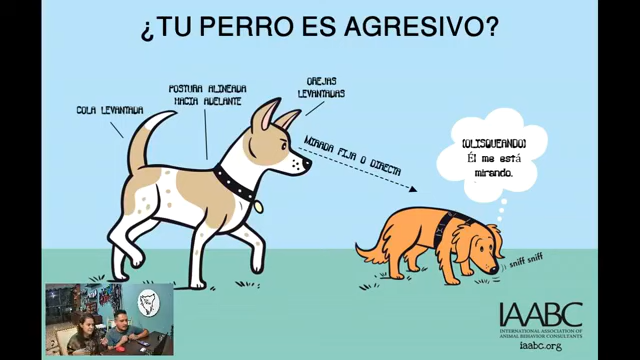 ¿TU PERRO ES AGRESIVO?
COLA LEVANTADA
POSTURA ALINEADA
HACIA ADELANTE
OREJAS
LEVANTADAS
MIRADA FIJA O DIRECTA
(OLISQUEANDO)
Él me está
mirando.
sniff sniff
IAABC
INTERNATIONAL ASSOCIATION OF
ANIMAL BEHAVIOR CONSULTANTS
iaabc.org